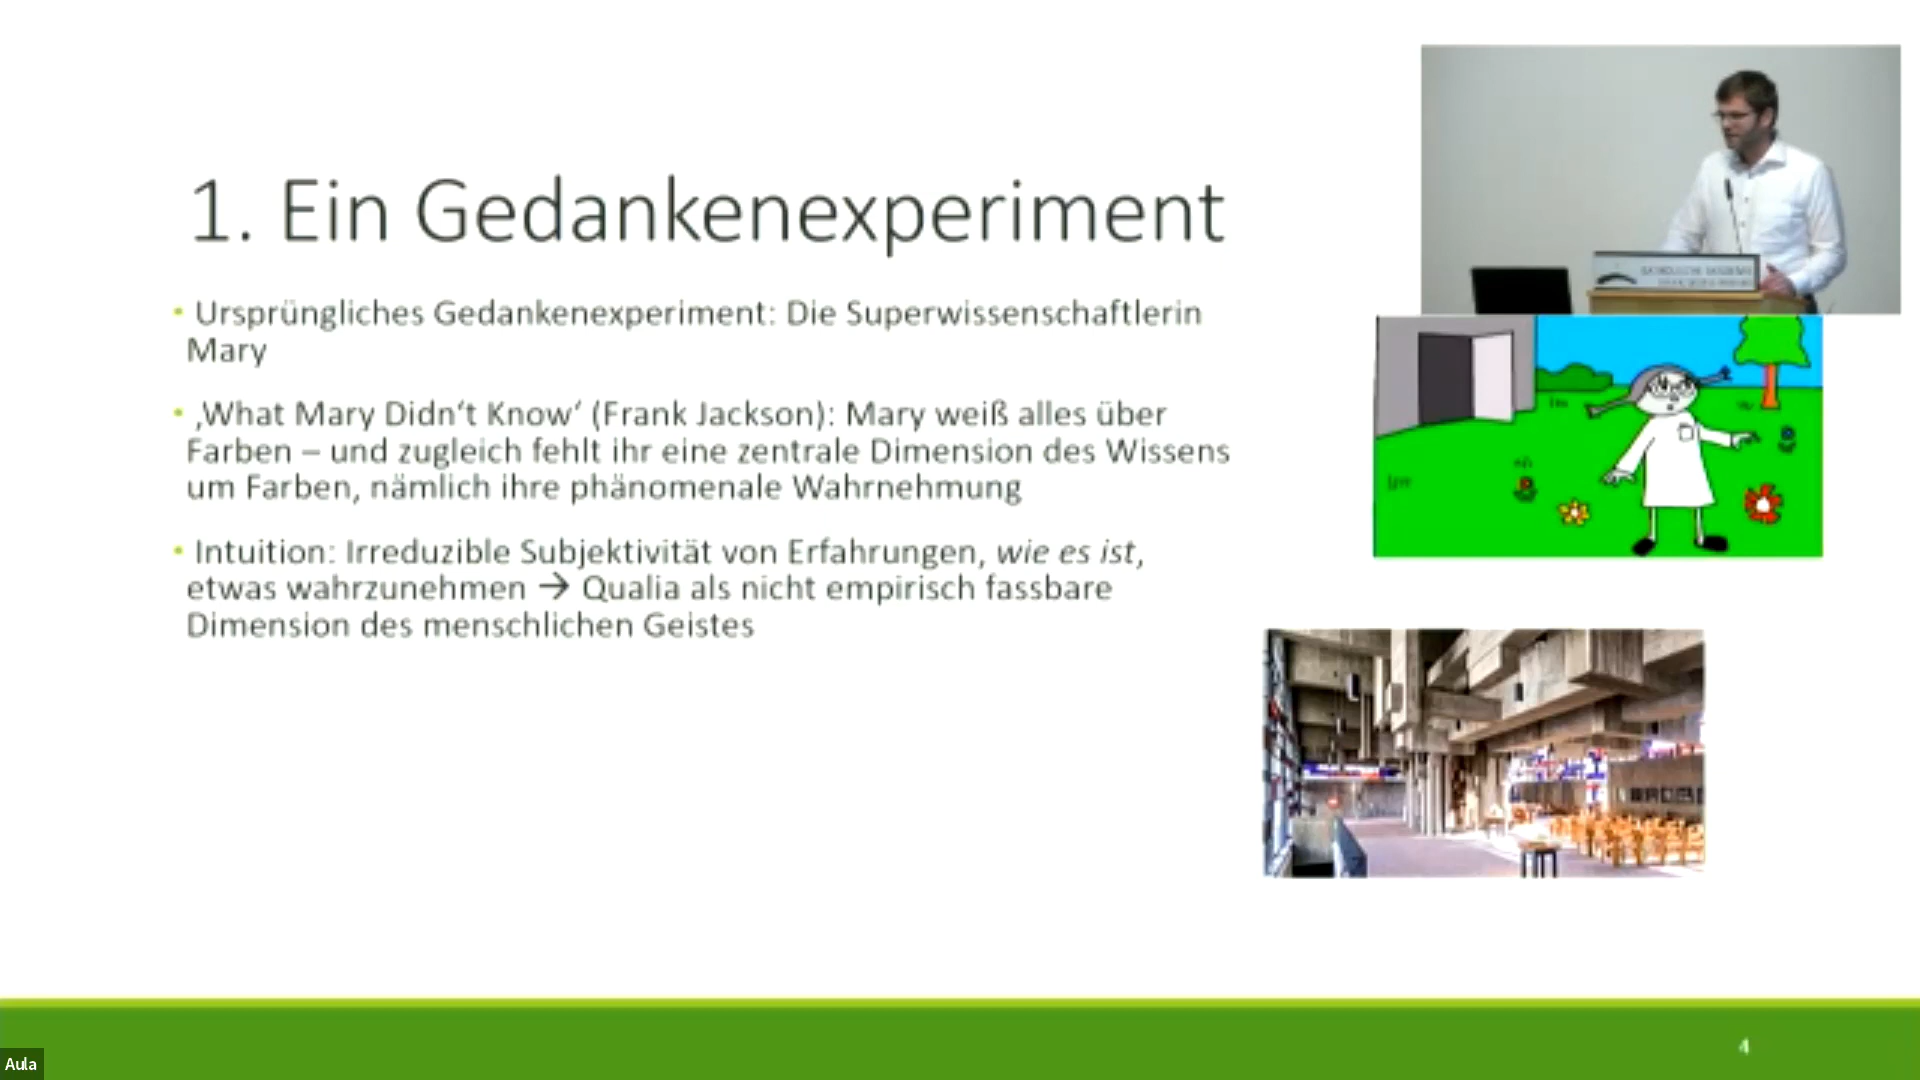 1. Ein Gedankenexperiment
• Ursprüngliches Gedankenexperiment: Die Superwissenschaftlerin
Mary
• ‚What Mary Didn‘t Know‘ (Frank Jackson): Mary weiß alles über
Farben – und zugleich fehlt ihr eine zentrale Dimension des Wissens
um Farben, nämlich ihre phänomenale Wahrnehmung
• Intuition: Irreduzible Subjektivität von Erfahrungen, wie es ist,
etwas wahrzunehmen → Qualia als nicht empirisch fassbare
Dimension des menschlichen Geistes
KATHOLISCHE AKADEMIE
4
Aula